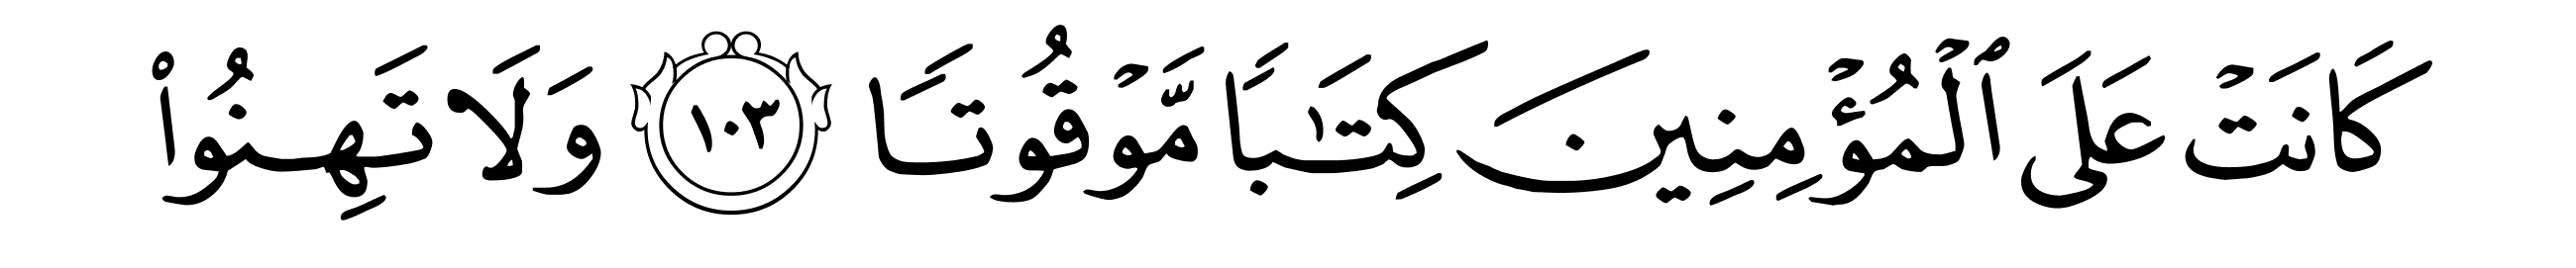 كَانَتْ عَلَى ٱلْمُؤْمِنِينَ كِتَٰبًا مَّوْقُوتًا ١٠٣ وَلَا تَهِنُوا۟